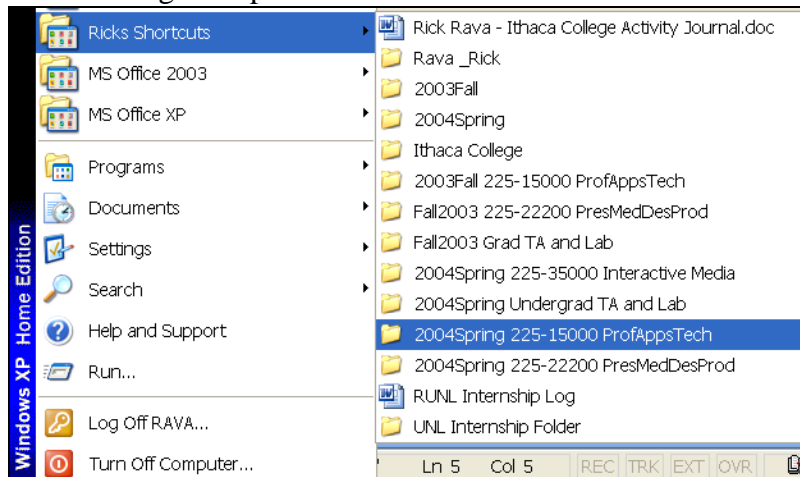 Ricks Shortcuts
MS Office 2003
MS Office XP
Programs
Documents
Settings
Search
Help and Support
Run...
Log Off RAVA...
Turn Off Computer...
Windows XP Home Edition
Rick Rava - Ithaca College Activity Journal.doc
Rava _Rick
2003Fall
2004Spring
Ithaca College
2003Fall 225-15000 ProfAppsTech
Fall2003 225-22200 PresMedDesProd
Fall2003 Grad TA and Lab
2004Spring 225-35000 Interactive Media
2004Spring Undergrad TA and Lab
2004Spring 225-15000 ProfAppsTech
2004Spring 225-22200 PresMedDesProd
RUNL Internship Log
UNL Internship Folder
Ln 5 Col 5 REC TRK EXT OVR